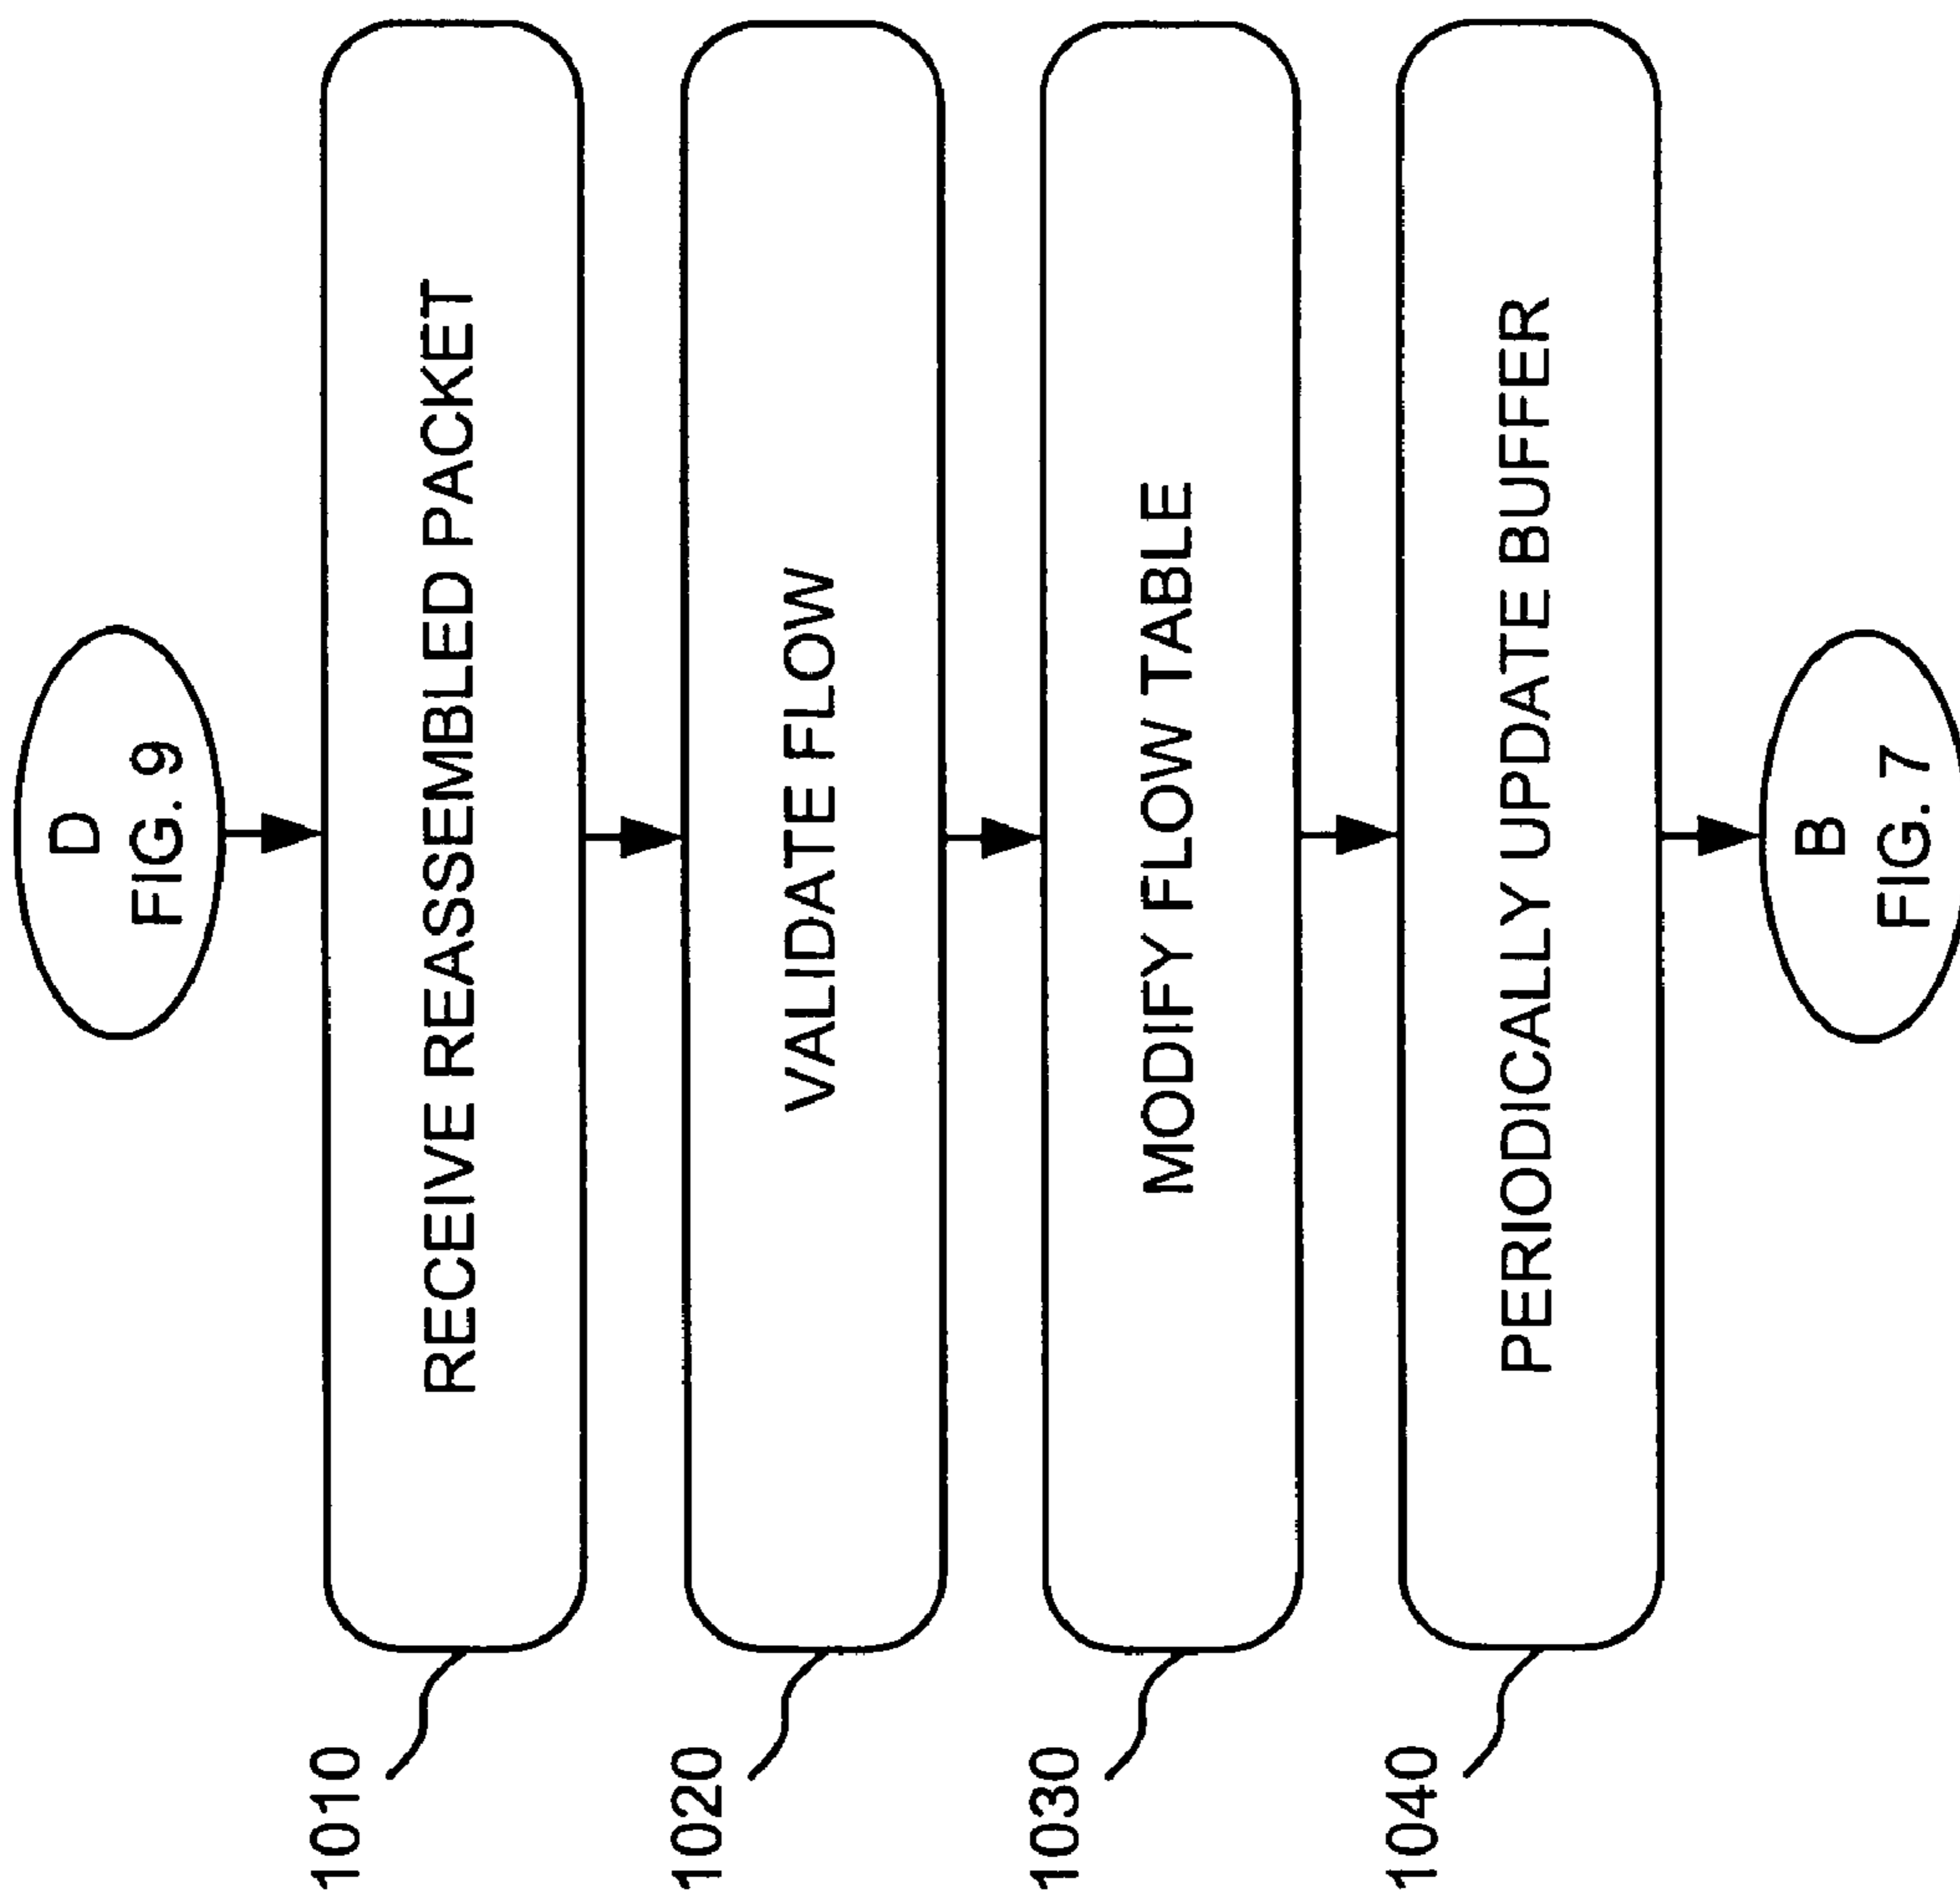 D
FIG. 9
1010
RECEIVE REASSEMBLED PACKET
1020
VALIDATE FLOW
1030
MODIFY FLOW TABLE
1040
PERIODICALLY UPDATE BUFFER
B
FIG. 7